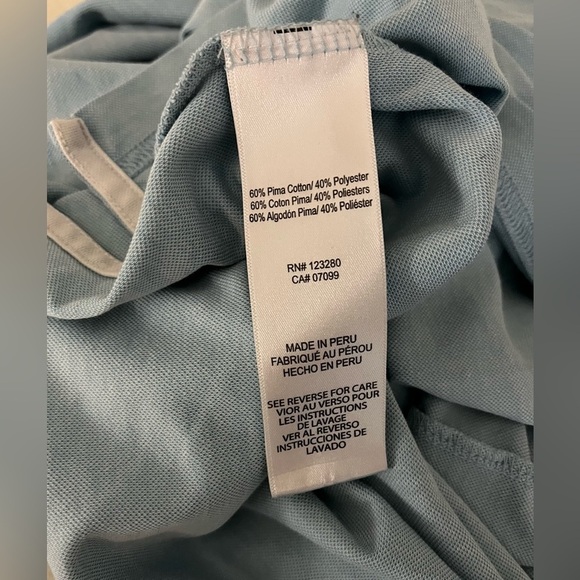 60% Pima Cotton/ 40% Polyester
60% Coton Pima/ 40% Poliesters
60% Algodón Pima/ 40% Poliéster
RN# 123280
CA# 07099
MADE IN PERU
FABRIQUÉ AU PÉROU
HECHO EN PERU
SEE REVERSE FOR CARE
VIOR AU VERSO POUR
LES INSTRUCTIONS
DE LAVAGE
VER AL REVERSO
INSTRUCCIONES DE
LAVADO